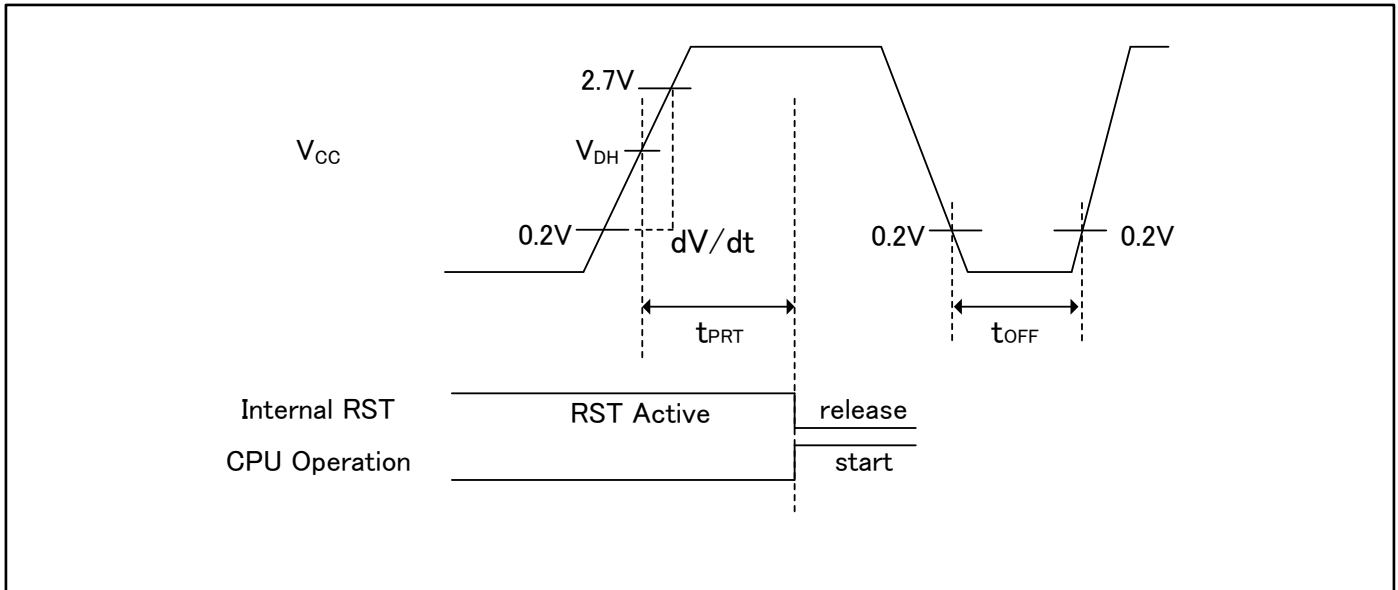 2.7V
VCC
VDH
0.2V
dV/dt
0.2V
0.2V
tPRT
tOFF
Internal RST
RST Active
release
CPU Operation
start